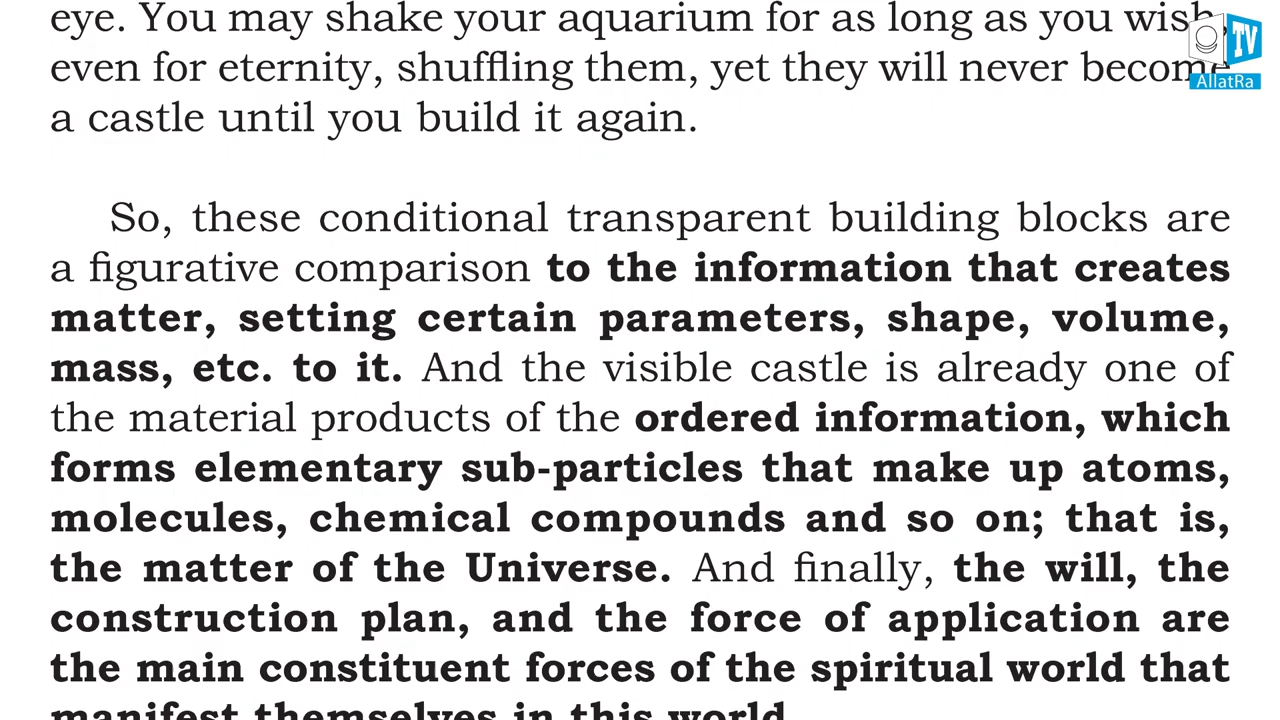 eye. You may shake your aquarium for as long as you wish,
even for eternity, shuffling them, yet they will never become
a castle until you build it again.
So, these conditional transparent building blocks are
a figurative comparison to the information that creates
matter, setting certain parameters, shape, volume,
mass, etc. to it. And the visible castle is already one of
the material products of the ordered information, which
forms elementary sub-particles that make up atoms,
molecules, chemical compounds and so on; that is,
the matter of the Universe. And finally, the will, the
construction plan, and the force of application are
the main constituent forces of the spiritual world that
manifest themselves in this world.
TV
AllatRa